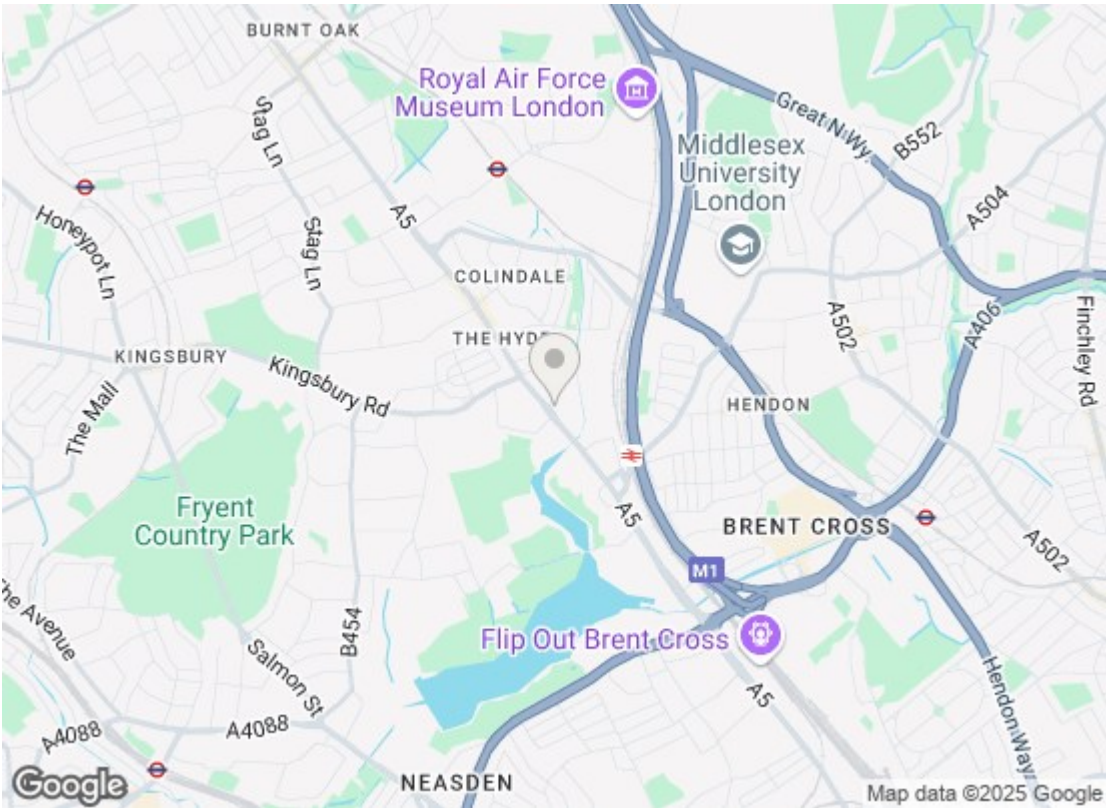 BURNT OAK
Royal Air Force
Museum London
Great N Wy
B552
Middlesex
University
London
Stag Ln
A504
A5
Honeypot Ln
Stag Ln
COLINDALE
A502
A406
Finchley Rd
THE HYDE
KINGSBURY
Kingsbury Rd
The Mall
HENDON
Fryent
Country Park
A5
BRENT CROSS
A502
M1
The Avenue
B454
Flip Out Brent Cross
Salmon St
Hendon Way
A5
A4088
A4088
NEASDEN
Google
Map data ©2025 Google